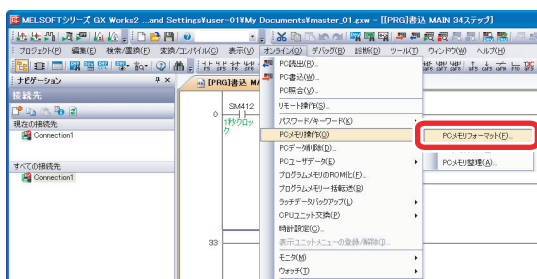 MELSOFTシリーズ GX Works2 ...and Settings¥user-01¥My Documents¥master_01.gxw - [[PRG]書込 MAIN 34ステップ]
プロジェクト(P) 編集(E) 検索/置換(F) 変換/コンパイル(C) 表示(V) オンライン(O) デバッグ(B) 診断(D) ツール(T) ウィンドウ(W) ヘルプ(H)
ナビゲーション
接続先
現在の接続先
Connection1
すべての接続先
Connection1
[PRG]書込 MA
0
SM412
1秒クロック
33
PC読出(R)...
PC書込(W)...
PC照合(V)...
リモート操作(S)...
パスワード/キーワード(K)
PCメモリ操作(O)
PCデータ削除(D)...
PCユーザデータ(E)
プログラムメモリのROM化(F)...
プログラムメモリ一括転送(B)
ラッチデータバックアップ(L)
CPUユニット交換(P)
時計設定(C)...
表示ユニットメニューの登録/解除(I)...
モニタ(M)
ウォッチ(T)
PCメモリフォーマット(F)...
PCメモリ整理(A)...